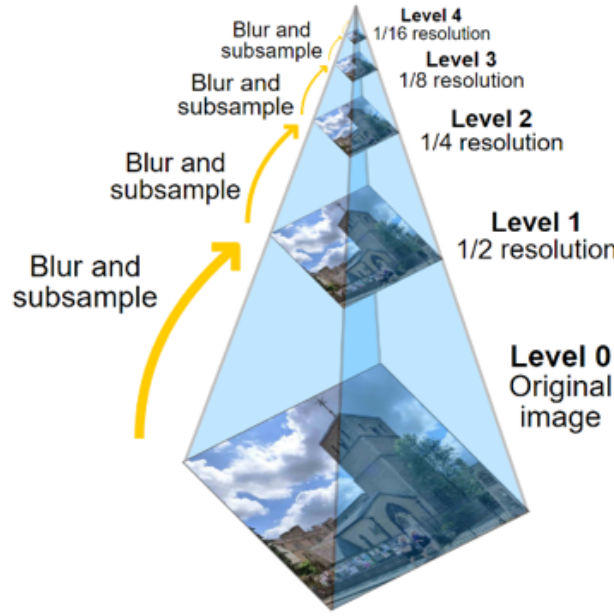 Blur and
subsample
Level 4
1/16 resolution
Blur and
subsample
Level 3
1/8 resolution
Blur and
subsample
Level 2
1/4 resolution
Blur and
subsample
Level 1
1/2 resolution
Level 0
Original
image